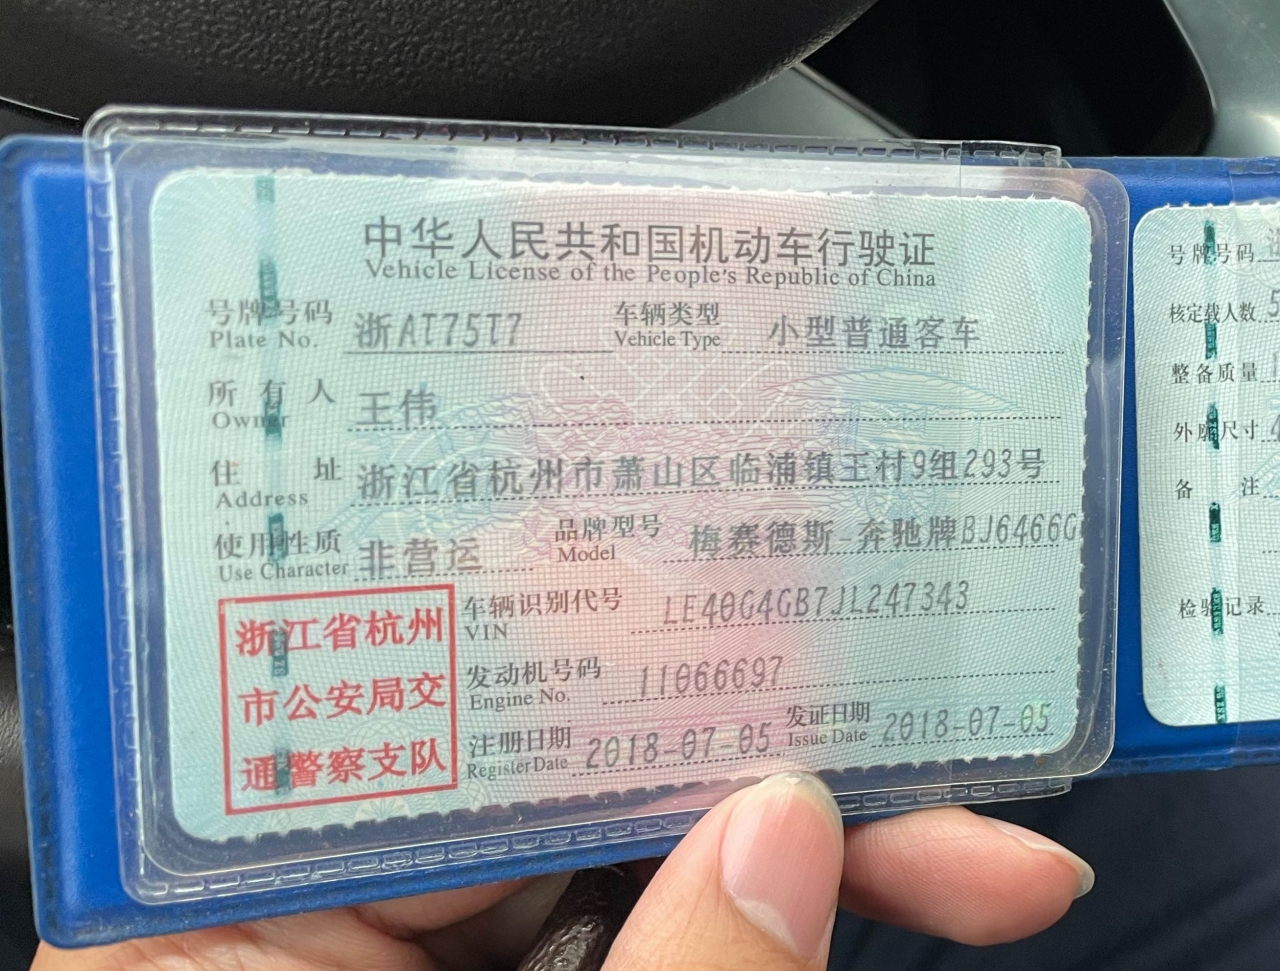 中华人民共和国机动车行驶证
Vehicle License of the People's Republic of China
号牌号码 浙AT75T7 车辆类型 小型普通客车
Plate No. Vehicle Type
所有人 王伟
Owner
住址 浙江省杭州市萧山区临浦镇王村9组293号
Address
使用性质 非营运 品牌型号 梅赛德斯-奔驰牌BJ6466G
Use Character Model
车辆识别代号 LE40G4GB7JL247343
VIN
发动机号码 11066697
Engine No.
注册日期 2018-07-05 发证日期 2018-07-05
Register Date Issue Date
浙江省杭州
市公安局交
通警察支队
号牌号码
核定载人数 5
整备质量
外廓尺寸 4
备注
检验记录